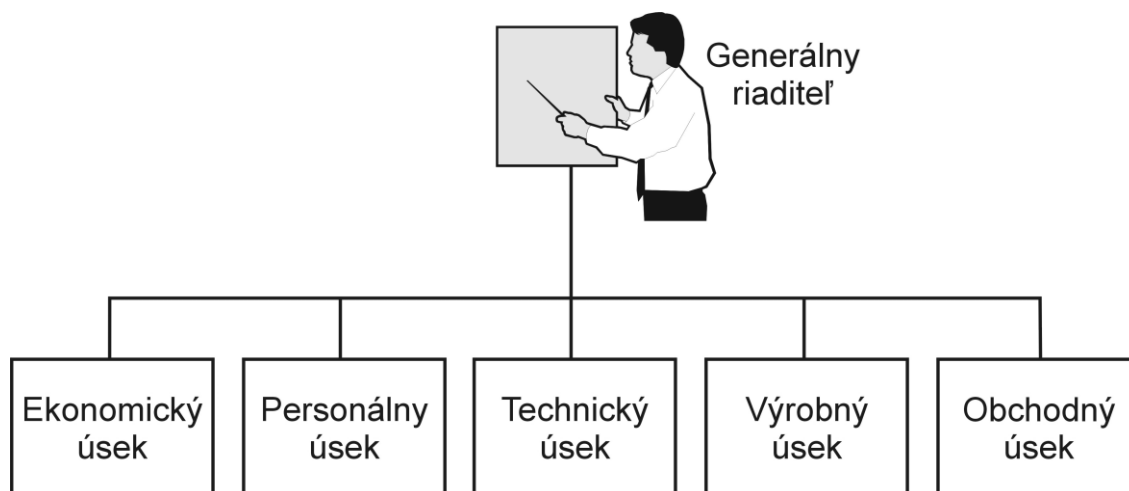 Generálny
riaditeľ
Ekonomický
úsek
Personálny
úsek
Technický
úsek
Výrobný
úsek
Obchodný
úsek